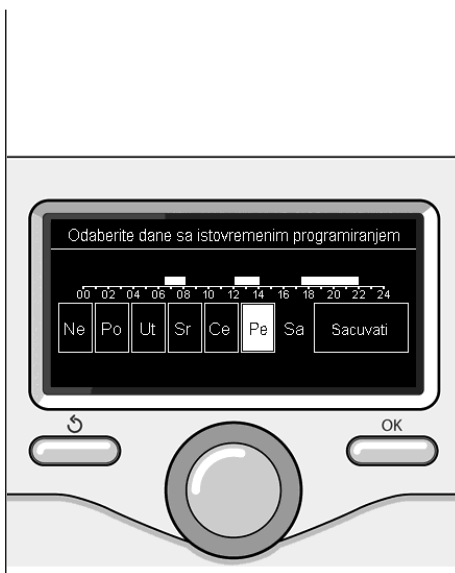 Odaberite dane sa istovremenim programiranjem
00 02 04 06 08 10 12 14 16 18 20 22 24
Ne Po Ut Sr Ce Pe Sa Sacuvati
OK